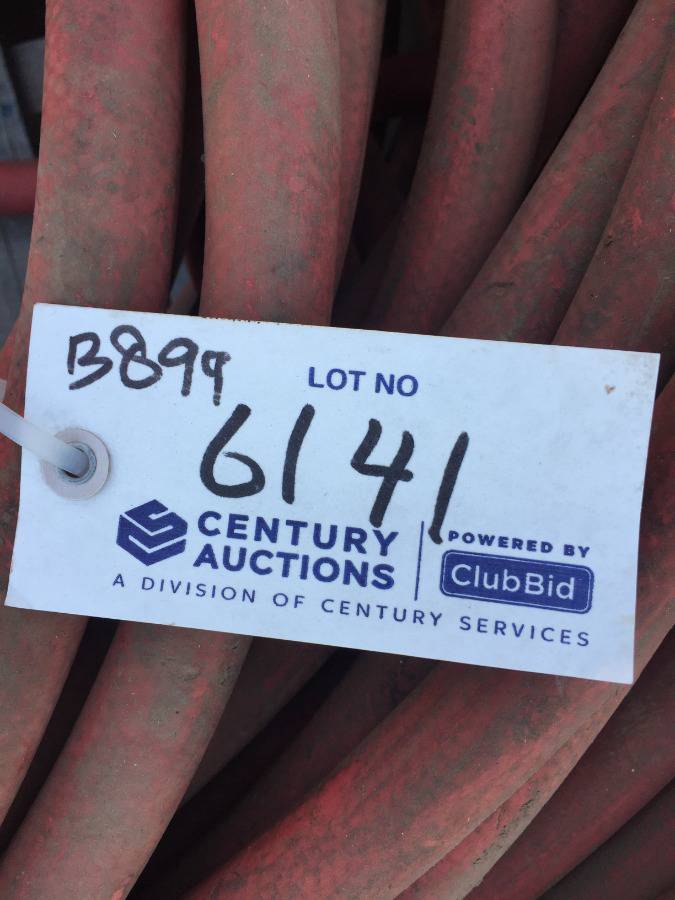 B899
LOT NO
6141
CENTURY
AUCTIONS
POWERED BY
ClubBid
A DIVISION OF CENTURY SERVICES